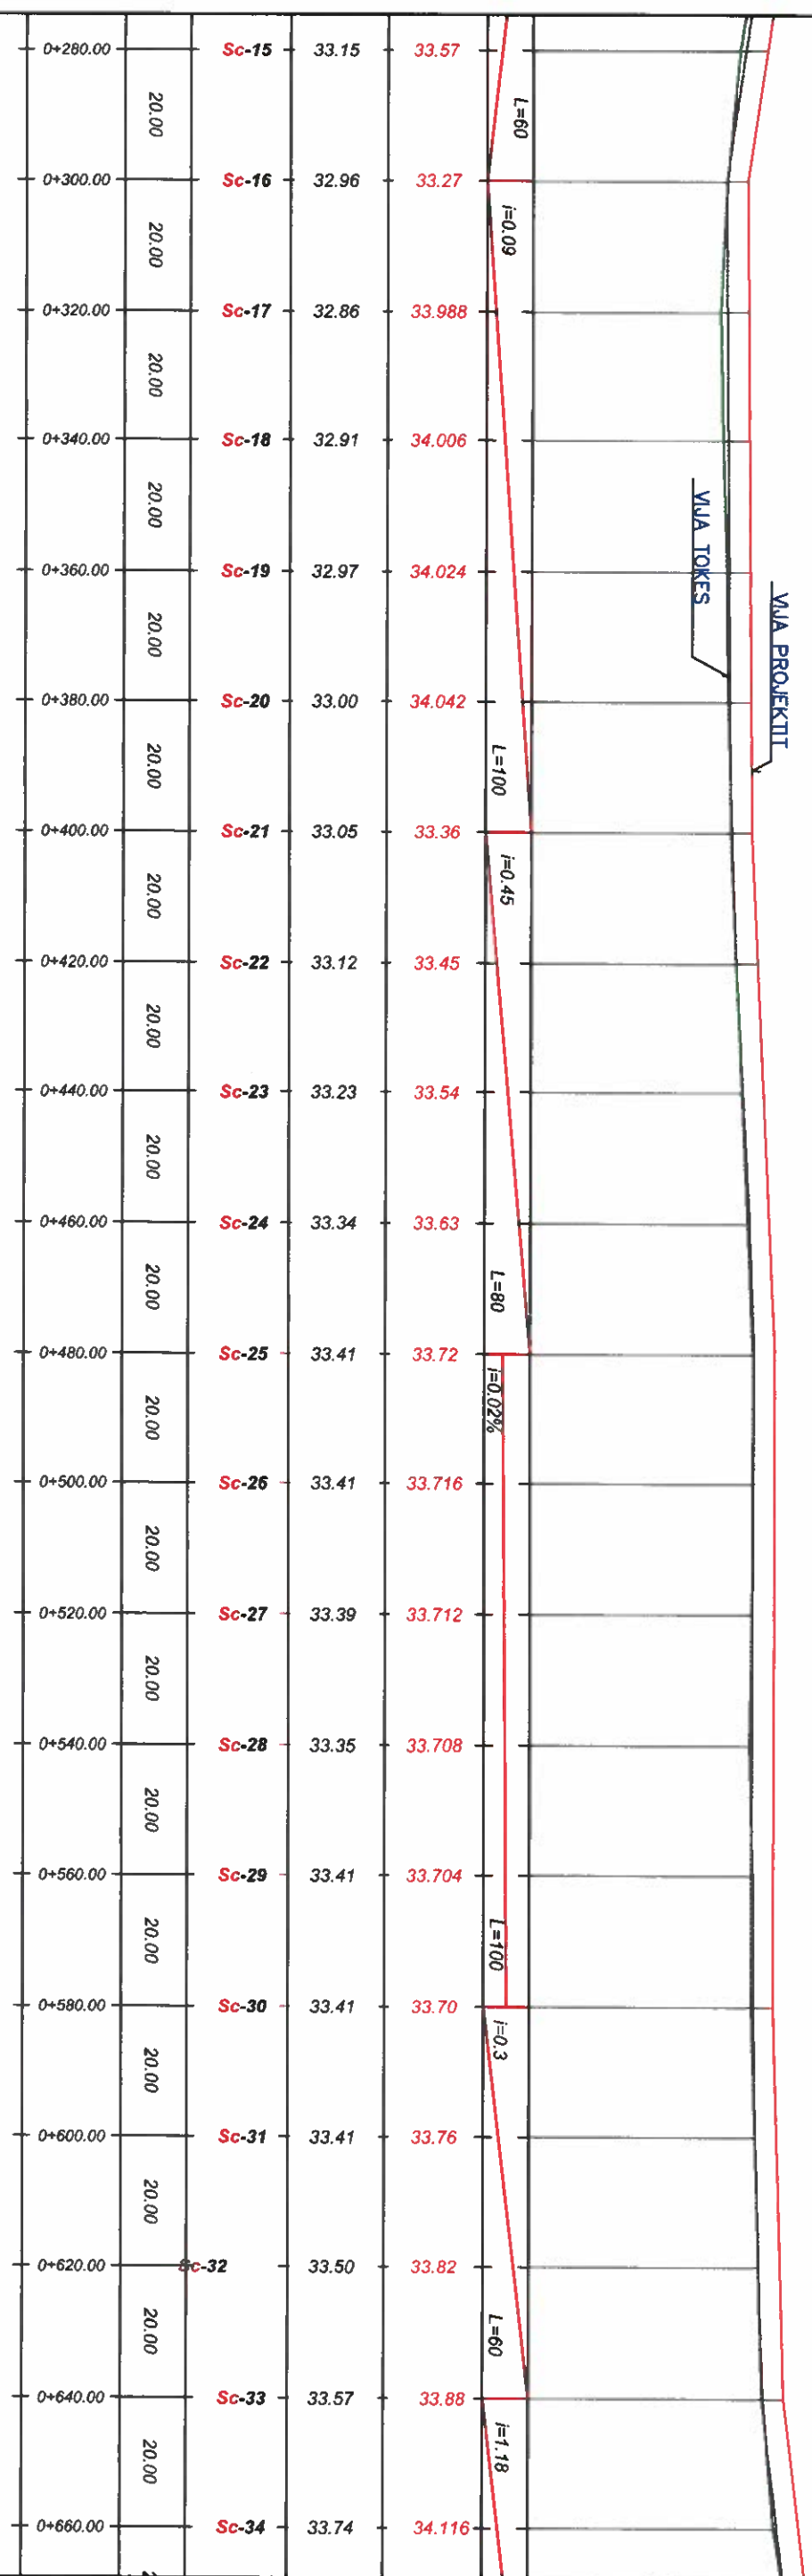 VIJA PROJEKTIT
VIJA TOKES
0+280.00 Sc-15 33.15 33.57
20.00 L=60
0+300.00 Sc-16 32.96 33.27
20.00 i=0.09
0+320.00 Sc-17 32.86 33.988
20.00
0+340.00 Sc-18 32.91 34.006
20.00
0+360.00 Sc-19 32.97 34.024
20.00
0+380.00 Sc-20 33.00 34.042
20.00 L=100
0+400.00 Sc-21 33.05 33.36
20.00 i=0.45
0+420.00 Sc-22 33.12 33.45
20.00
0+440.00 Sc-23 33.23 33.54
20.00
0+460.00 Sc-24 33.34 33.63
20.00 L=80
0+480.00 Sc-25 33.41 33.72
20.00 i=0.02%
0+500.00 Sc-26 33.41 33.716
20.00
0+520.00 Sc-27 33.39 33.712
20.00
0+540.00 Sc-28 33.35 33.708
20.00
0+560.00 Sc-29 33.41 33.704
20.00 L=100
0+580.00 Sc-30 33.41 33.70
20.00 i=0.3
0+600.00 Sc-31 33.41 33.76
20.00
0+620.00 Sc-32 33.50 33.82
20.00 L=60
0+640.00 Sc-33 33.57 33.88
20.00 i=1.18
0+660.00 Sc-34 33.74 34.116